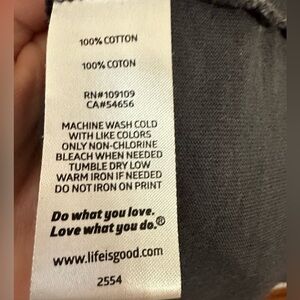 100% COTTON
100% COTON
RN#109109
CA#54656
MACHINE WASH COLD
WITH LIKE COLORS
ONLY NON-CHLORINE
BLEACH WHEN NEEDED
TUMBLE DRY LOW
WARM IRON IF NEEDED
DO NOT IRON ON PRINT
Do what you love.
Love what you do.®
www.lifeisgood.com
2554